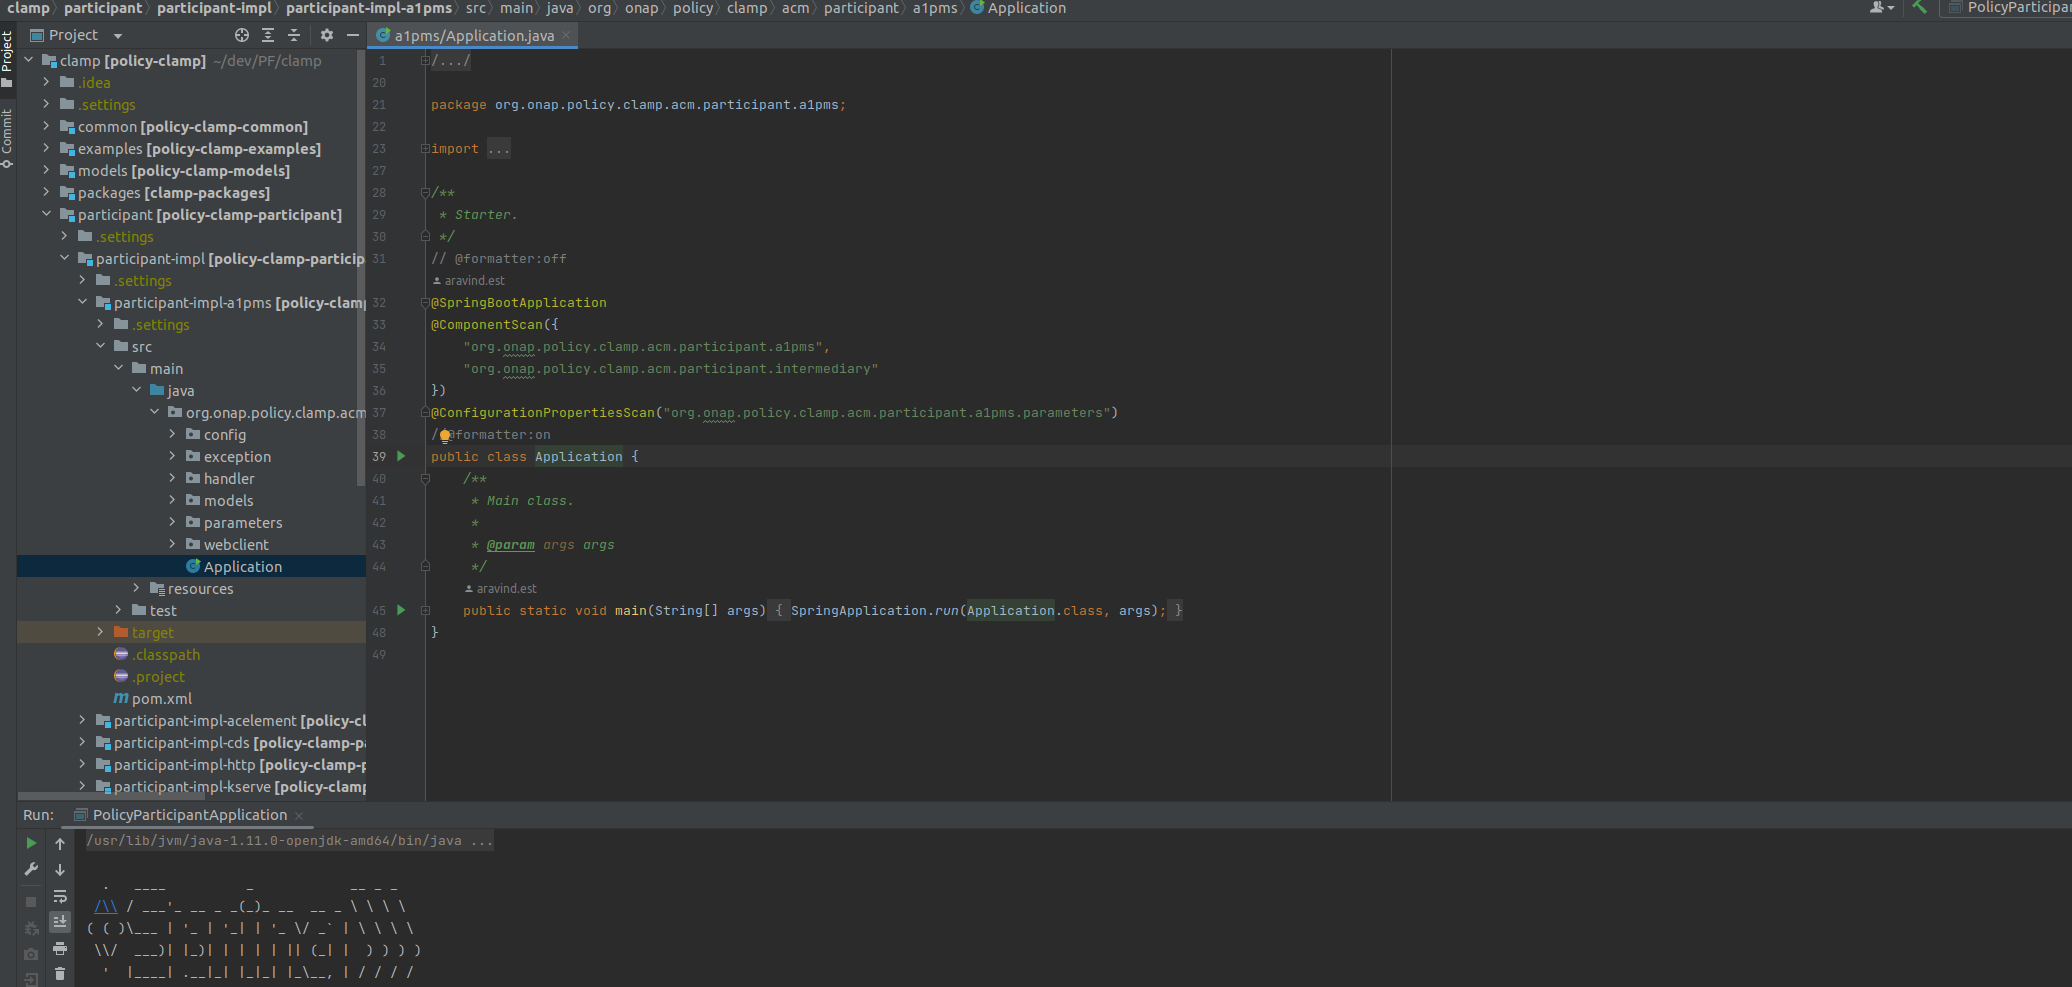 clamp participant participant-impl participant-impl-a1pms src main java org onap policy clamp acm participant a1pms Application
PolicyParticipan
Project
Commit
Project
a1pms/Application.java
clamp [policy-clamp] ~/dev/PF/clamp
.idea
.settings
common [policy-clamp-common]
examples [policy-clamp-examples]
models [policy-clamp-models]
packages [clamp-packages]
participant [policy-clamp-participant]
.settings
participant-impl [policy-clamp-particip
.settings
participant-impl-a1pms [policy-clam
.settings
src
main
java
org.onap.policy.clamp.acm
config
exception
handler
models
parameters
webclient
Application
resources
test
target
.classpath
.project
pom.xml
participant-impl-acelement [policy-cl
participant-impl-cds [policy-clamp-pa
participant-impl-http [policy-clamp-p
participant-impl-kserve [policy-clamp
1 /.../
20
21 package org.onap.policy.clamp.acm.participant.a1pms;
22
23 import ...
27
28 /**
29 * Starter.
30 */
31 // @formatter:off
aravind.est
32 @SpringBootApplication
33 @ComponentScan({
34 "org.onap.policy.clamp.acm.participant.a1pms",
35 "org.onap.policy.clamp.acm.participant.intermediary"
36 })
37 @ConfigurationPropertiesScan("org.onap.policy.clamp.acm.participant.a1pms.parameters")
38 / @formatter:on
39 public class Application {
40 /**
41 * Main class.
42 *
43 * @param args args
44 */
aravind.est
45 public static void main(String[] args) { SpringApplication.run(Application.class, args); }
48 }
49
Run: PolicyParticipantApplication
/usr/lib/jvm/java-1.11.0-openjdk-amd64/bin/java ...
  .   ____          _            __ _ _
 /\\ / ___'_ __ _ _(_)_ __  __ _ \ \ \ \
( ( )\___ | '_ | '_| | '_ \/ _` | \ \ \ \
 \\/  ___)| |_)| | | | | || (_| |  ) ) ) )
  '  |____| .__|_| |_|_| |_\__, | / / / /